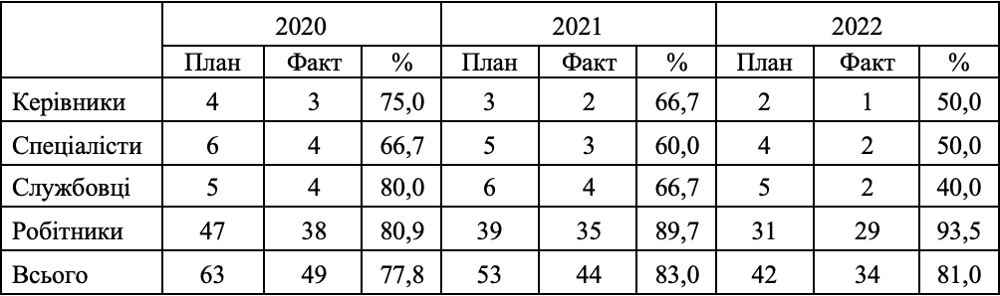 2020 2021 2022
План Факт % План Факт % План Факт %
Керівники 4 3 75,0 3 2 66,7 2 1 50,0
Спеціалісти 6 4 66,7 5 3 60,0 4 2 50,0
Службовці 5 4 80,0 6 4 66,7 5 2 40,0
Робітники 47 38 80,9 39 35 89,7 31 29 93,5
Всього 63 49 77,8 53 44 83,0 42 34 81,0